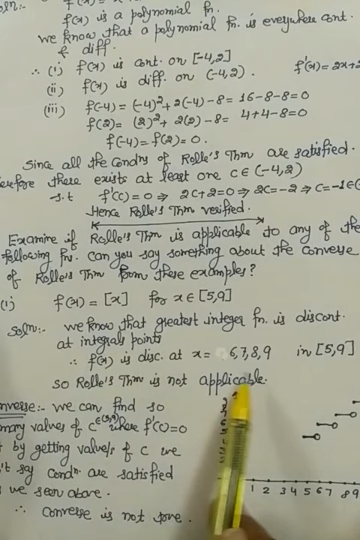 Soln:-
f(x) is a polynomial fn.
we know that a polynomial fn. is everywhere cont.
& diff.
∴ (i) f(x) is cont. on [-4,2]
(ii) f(x) is diff. on (-4,2).
f'(x)=2x+2
(iii) f(-4) = (-4)²+2(-4)-8 = 16-8-8=0
f(2) = (2)²+2(2)-8 = 4+4-8=0
f(-4) = f(2) = 0.
Since all the condns of Rolle's Thm are satisfied.
therefore there exists at least one c ∈ (-4,2)
s.t f'(c) = 0 ⇒ 2c+2=0 ⇒ 2c=-2 ⇒ c=-1∈(
Hence Rolle's Thm verified.
Examine if Rolle's Thm is applicable to any of the
following fns. Can you say something about the converse
of Rolle's Thm from these examples?
(i) f(x) = [x] for x ∈ [5,9]
Soln:- we know that greatest integer fn. is discont.
at integral points
∴ f(x) is disc. at x = 6,7,8,9 in [5,9]
so Rolle's Thm is not applicable.
Converse:- we can find so
many values of c where f'(c)=0
but by getting value/s of c we
can't say condns are satisfied
as we seen above.
1 2 3 4 5 6 7 8 9
∴ converse is not true.